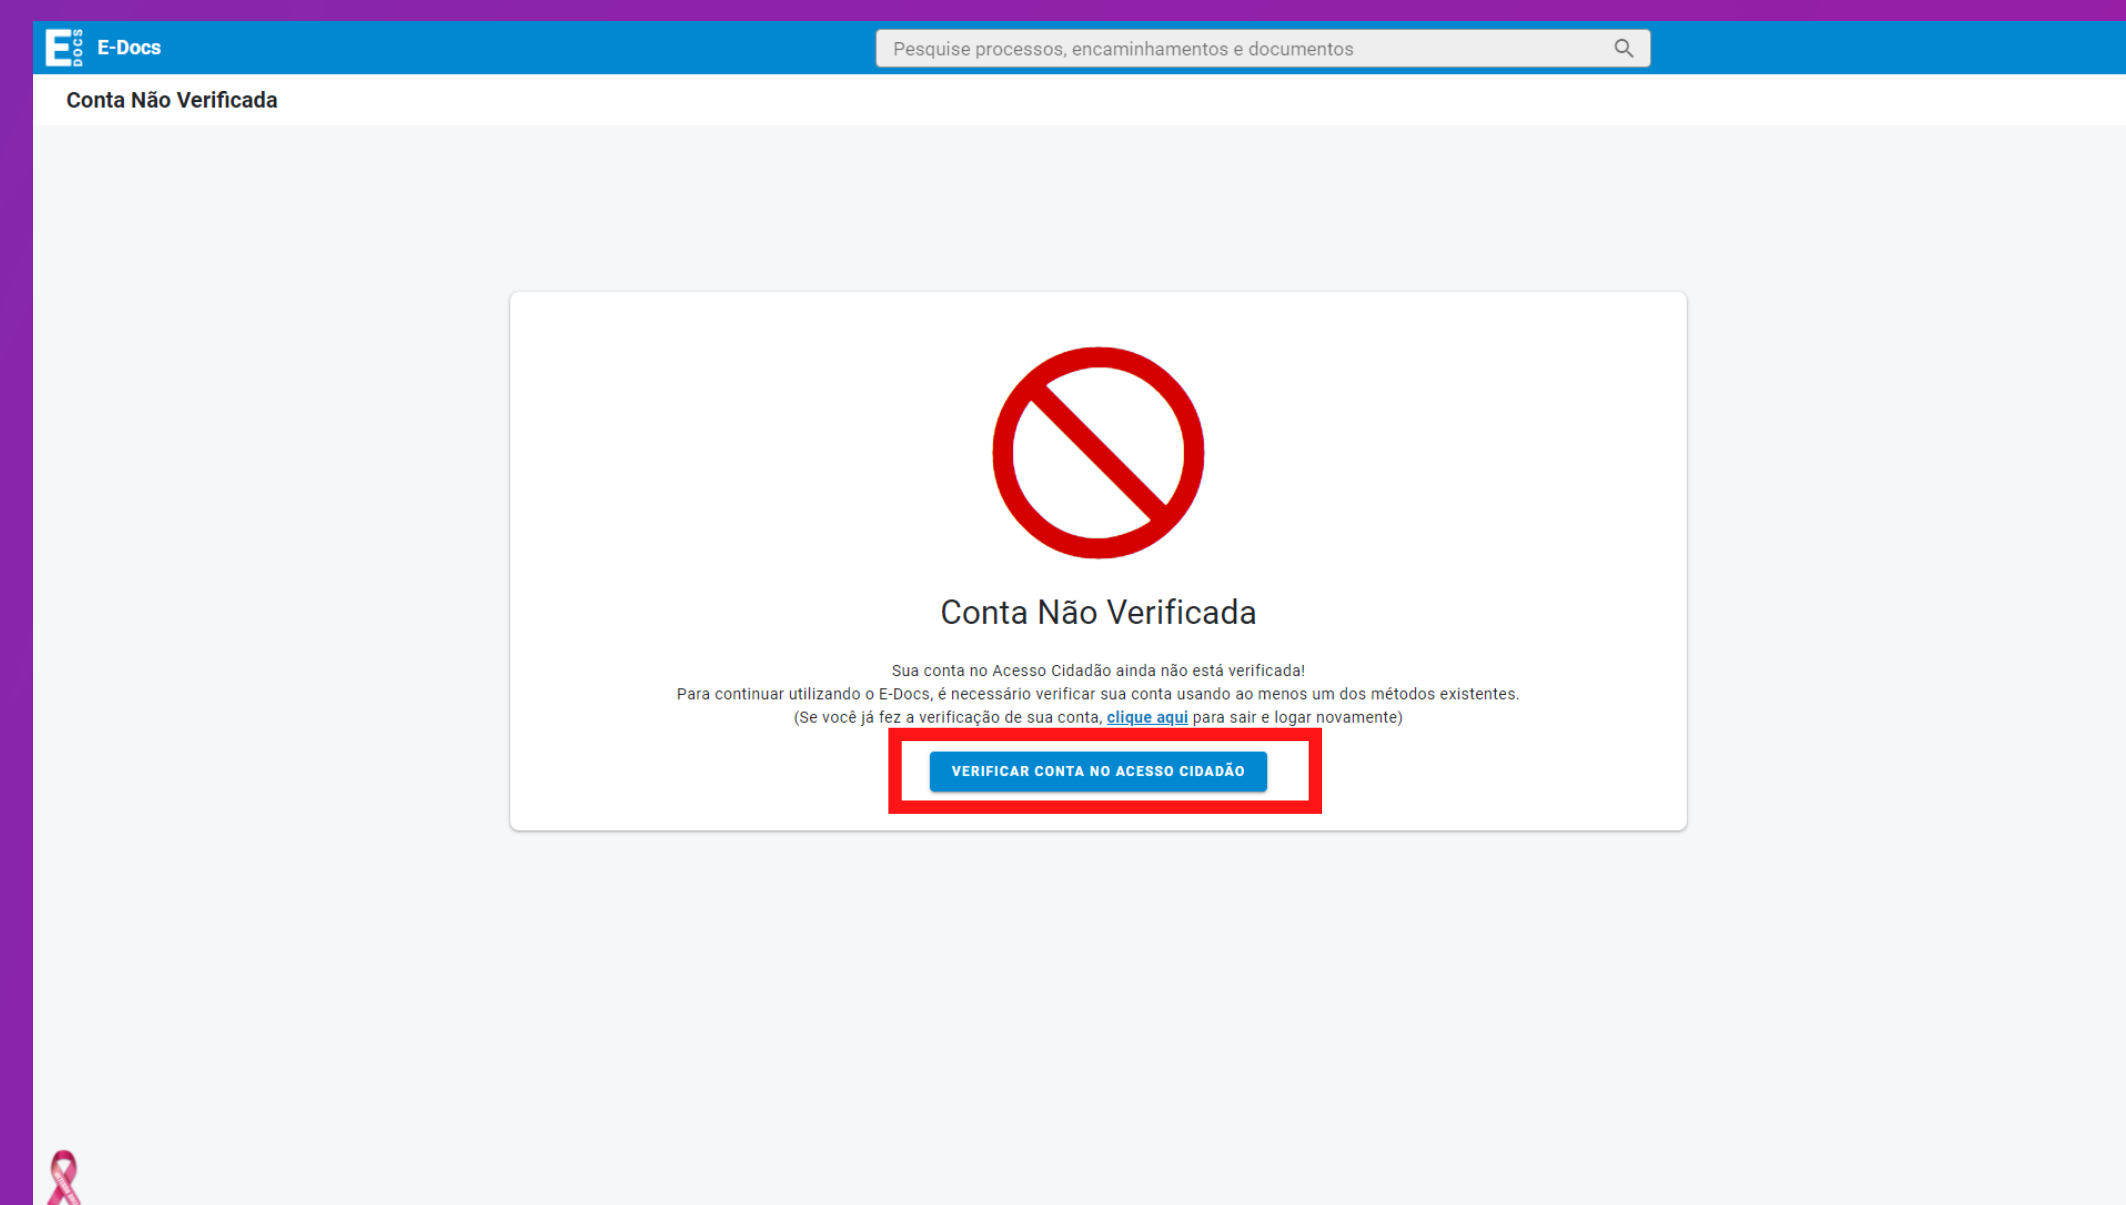 E DOCS E-Docs
Pesquise processos, encaminhamentos e documentos
Conta Não Verificada
Conta Não Verificada
Sua conta no Acesso Cidadão ainda não está verificada!
Para continuar utilizando o E-Docs, é necessário verificar sua conta usando ao menos um dos métodos existentes.
(Se você já fez a verificação de sua conta, clique aqui para sair e logar novamente)
VERIFICAR CONTA NO ACESSO CIDADÃO